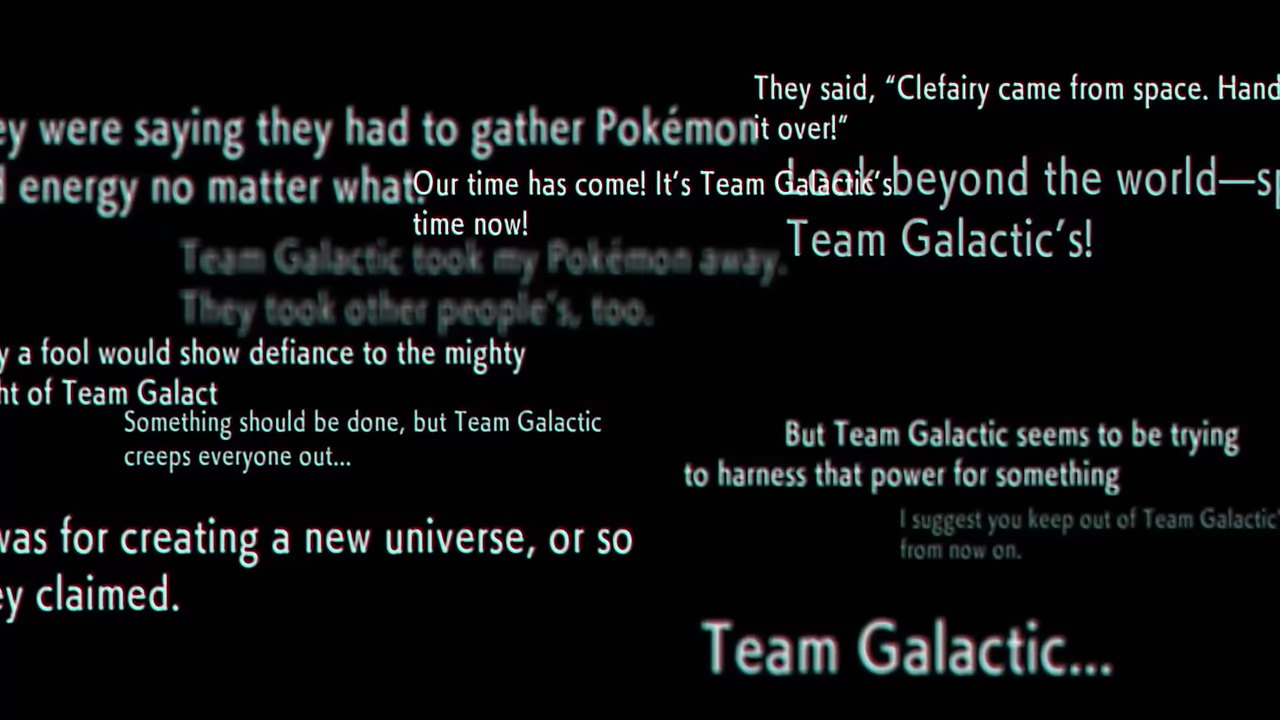 They said, “Clefairy came from space. Hand
it over!”
ey were saying they had to gather Pokémon
d energy no matter what.
Our time has come! It’s Team Galactic’s
time now!
Look beyond the world—sp
Team Galactic’s!
Team Galactic took my Pokémon away.
They took other people’s, too.
y a fool would show defiance to the mighty
ht of Team Galact
Something should be done, but Team Galactic
creeps everyone out...
But Team Galactic seems to be trying
to harness that power for something
I suggest you keep out of Team Galactic’
from now on.
was for creating a new universe, or so
ey claimed.
Team Galactic...